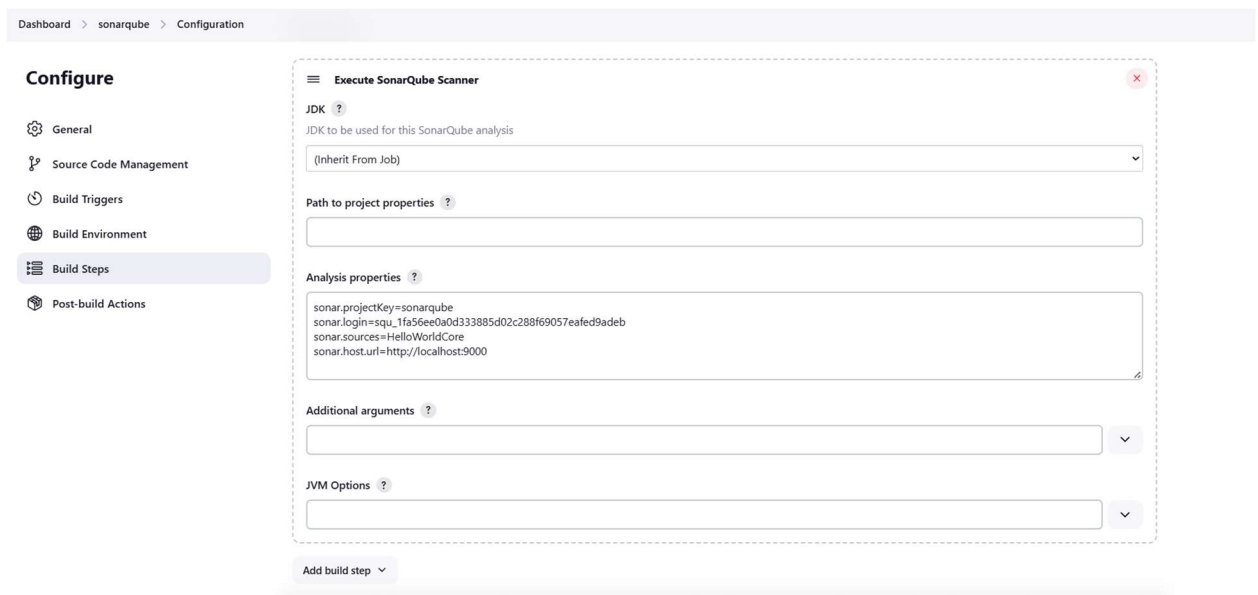 Dashboard > sonarqube > Configuration
Configure
General
Source Code Management
Build Triggers
Build Environment
Build Steps
Post-build Actions
Execute SonarQube Scanner
JDK ?
JDK to be used for this SonarQube analysis
(Inherit From Job)
Path to project properties ?
Analysis properties ?
sonar.projectKey=sonarqube
sonar.login=squ_1fa56ee0a0d333885d02c288f69057eafed9adeb
sonar.sources=HelloWorldCore
sonar.host.url=http://localhost:9000
Additional arguments ?
JVM Options ?
Add build step